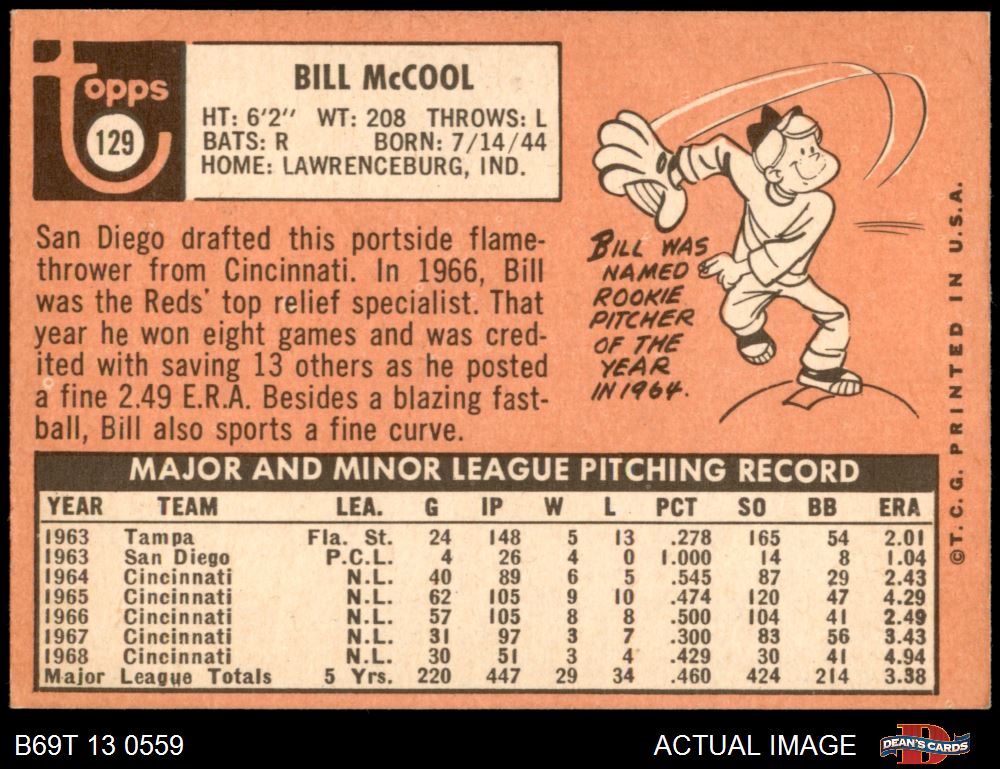 topps
129
BILL McCOOL
HT: 6'2" WT: 208 THROWS: L
BATS: R BORN: 7/14/44
HOME: LAWRENCEBURG, IND.
San Diego drafted this portside flame-
thrower from Cincinnati. In 1966, Bill
was the Reds' top relief specialist. That
year he won eight games and was cred-
ited with saving 13 others as he posted
a fine 2.49 E.R.A. Besides a blazing fast-
ball, Bill also sports a fine curve.
BILL WAS
NAMED
ROOKIE
PITCHER
OF THE
YEAR
IN 1964.
MAJOR AND MINOR LEAGUE PITCHING RECORD
YEAR TEAM LEA. G IP W L PCT SO BB ERA
1963 Tampa Fla. St. 24 148 5 13 .278 165 54 2.01
1963 San Diego P.C.L. 4 26 4 0 1.000 14 8 1.04
1964 Cincinnati N.L. 40 89 6 5 .545 87 29 2.43
1965 Cincinnati N.L. 62 105 9 10 .474 120 47 4.29
1966 Cincinnati N.L. 57 105 8 8 .500 104 41 2.49
1967 Cincinnati N.L. 31 97 3 7 .300 83 56 3.43
1968 Cincinnati N.L. 30 51 3 4 .429 30 41 4.94
Major League Totals 5 Yrs. 220 447 29 34 .460 424 214 3.38
©T. C. G. PRINTED IN U.S.A.
B69T 13 0559
ACTUAL IMAGE
DEAN'S CARDS